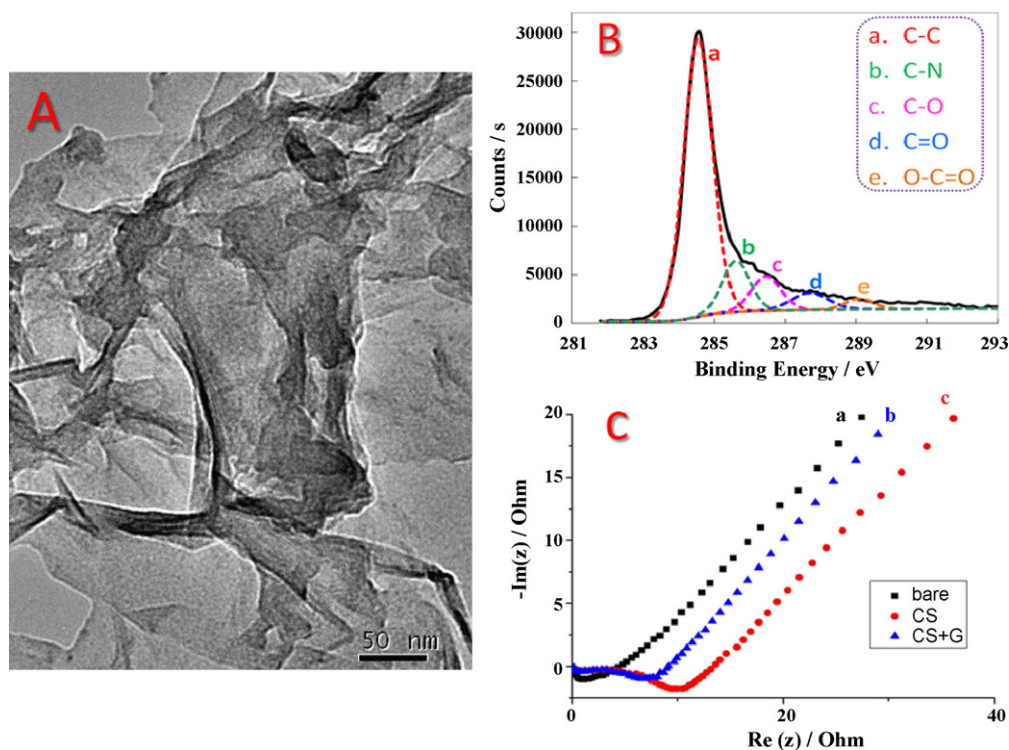 A
50 nm
B
30000
25000
20000
15000
10000
5000
0
Counts / s
281 283 285 287 289 291 293
Binding Energy / eV
a
b
c
d
e
a. C-C
b. C-N
c. C-O
d. C=O
e. O-C=O
C
20
15
10
5
0
-Im(z) / Ohm
0 20 40
Re (z) / Ohm
a b c
bare
CS
CS+G